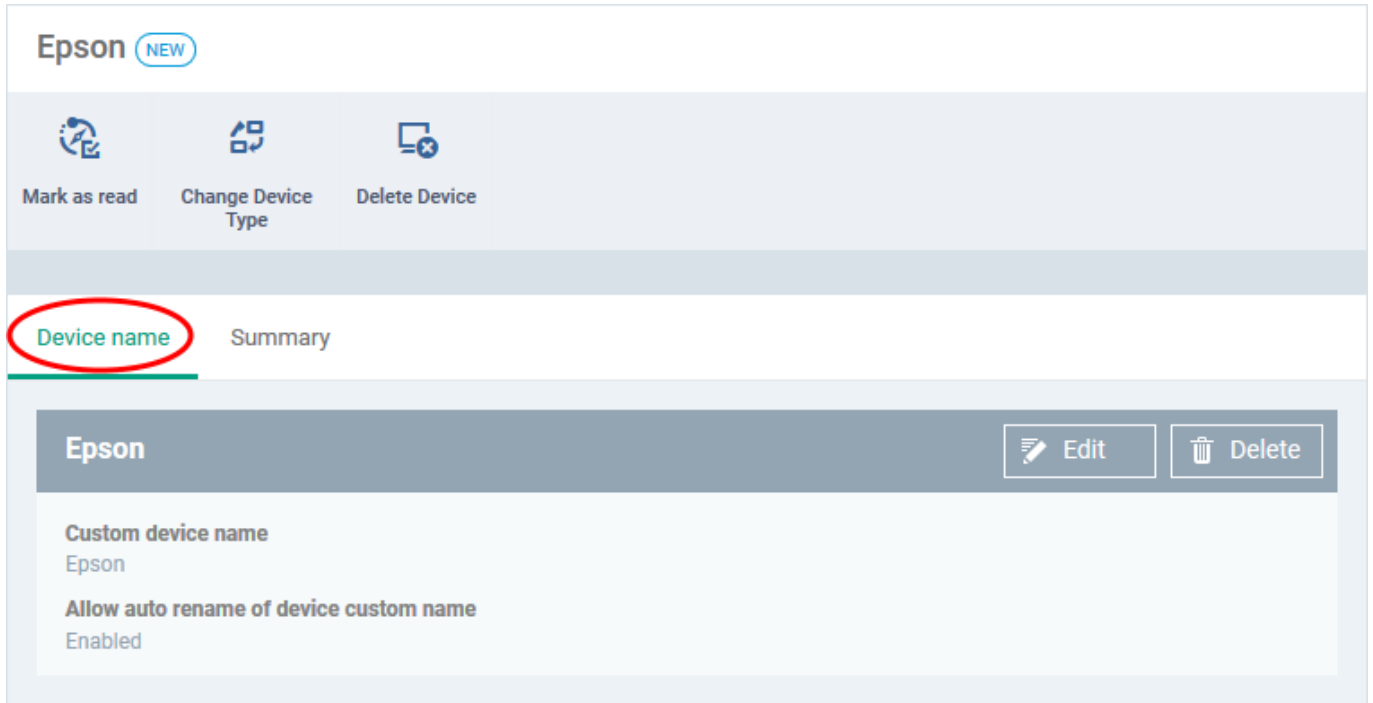 Epson NEW
Mark as read
Change Device
Type
Delete Device
Device name Summary
Epson Edit Delete
Custom device name
Epson
Allow auto rename of device custom name
Enabled